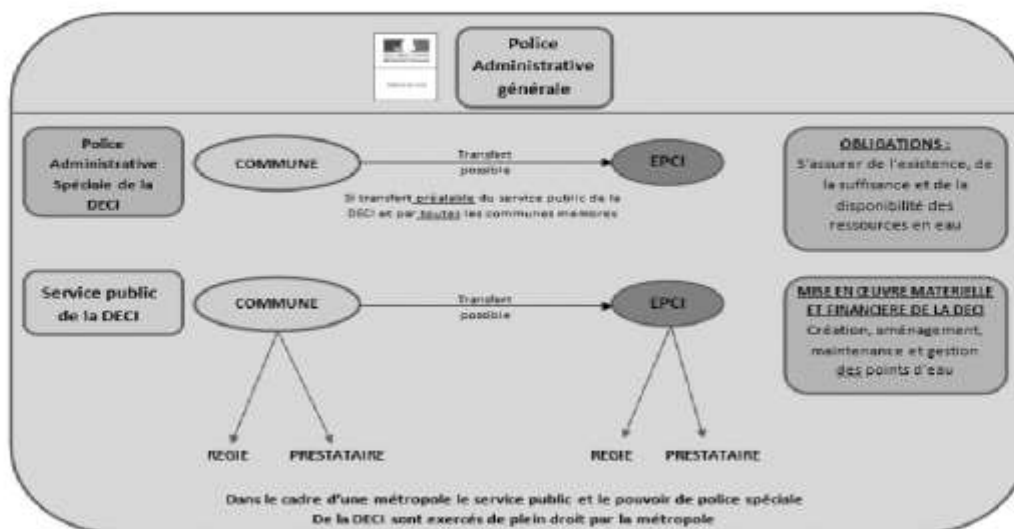 Police
Administrative
générale
Police
Administrative
Spéciale de la
DECI
COMMUNE
Transfert
possible
EPCI
Si transfert préalable du service public de la
DECI et par toutes les communes membres
OBLIGATIONS :
S'assurer de l'existence, de
la suffisance et de la
disponibilité des
ressources en eau
Service public
de la DECI
COMMUNE
Transfert
possible
EPCI
MISE EN ŒUVRE MATERIELLE
ET FINANCIERE DE LA DECI
Création, aménagement,
maintenance et gestion
des points d'eau
REGIE
PRESTATAIRE
REGIE
PRESTATAIRE
Dans le cadre d'une métropole le service public et le pouvoir de police spéciale
De la DECI sont exercés de plein droit par la métropole